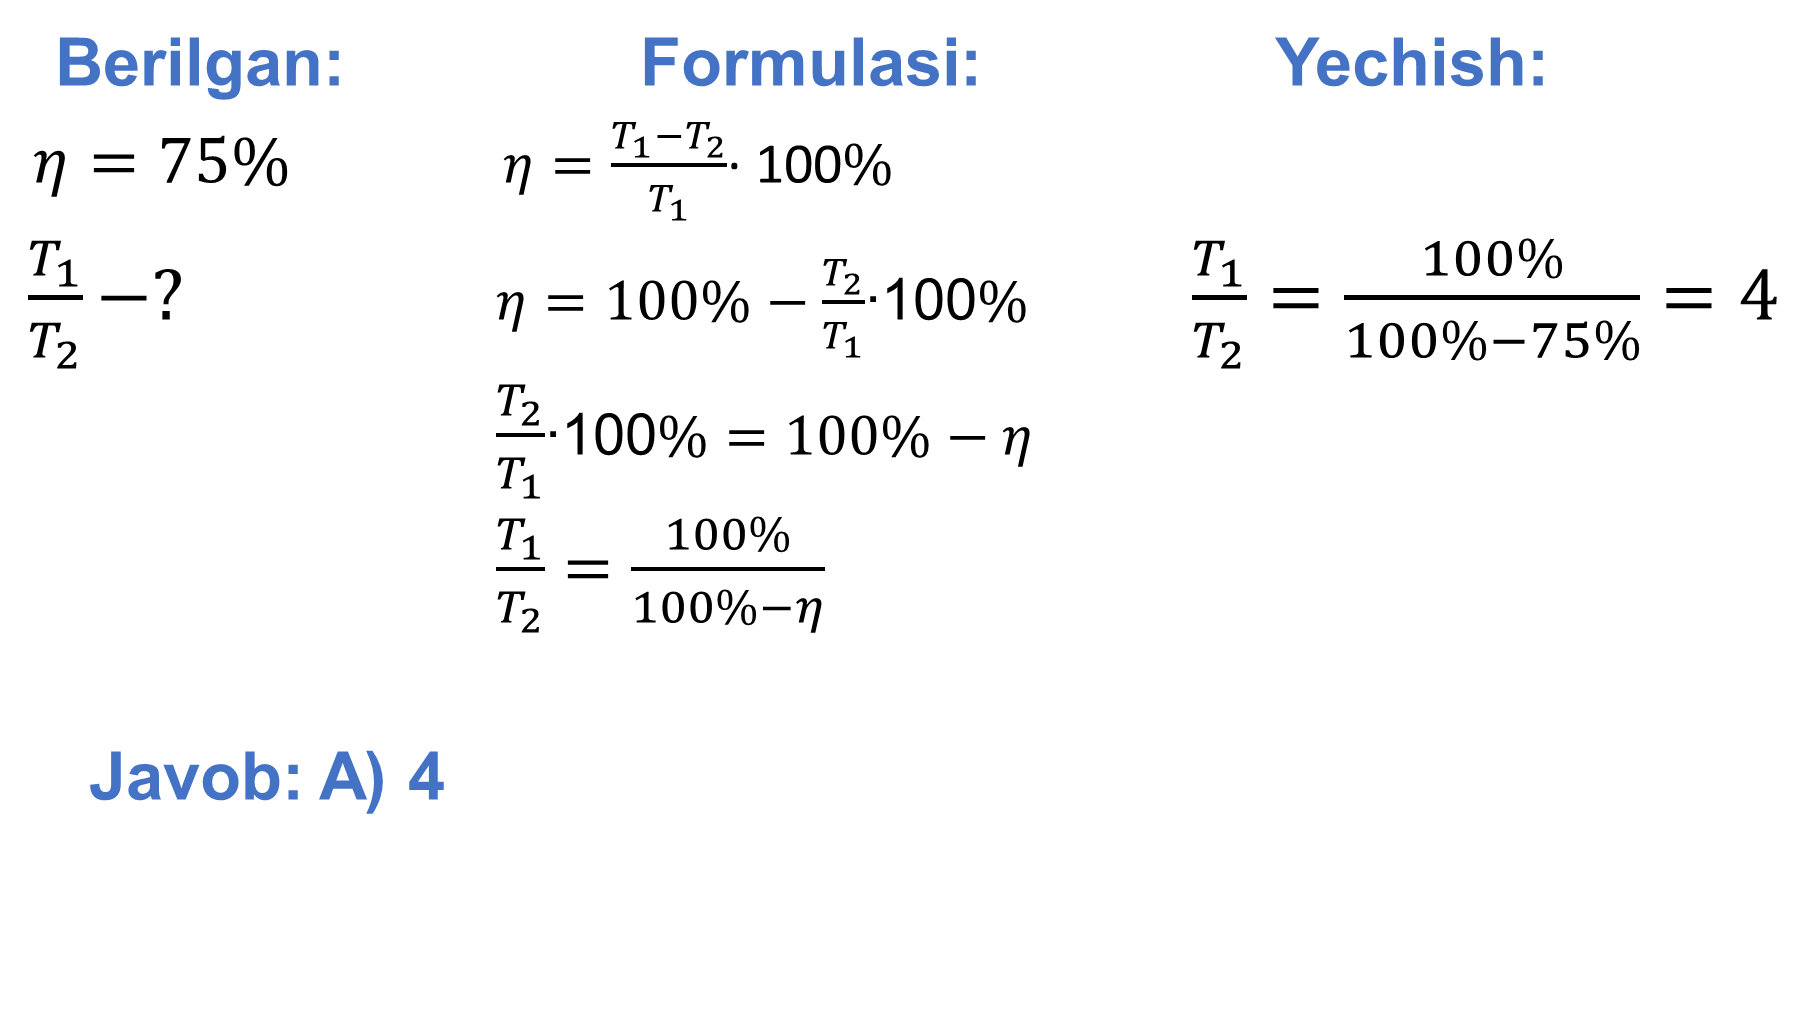 Berilgan:
η = 75%
T₁/T₂ −?
Formulasi:
η = (T₁−T₂)/T₁ · 100%
η = 100% − T₂/T₁ ·100%
T₂/T₁ ·100% = 100% − η
T₁/T₂ = 100%/(100%−η)
Yechish:
T₁/T₂ = 100%/(100%−75%) = 4
Javob: A) 4